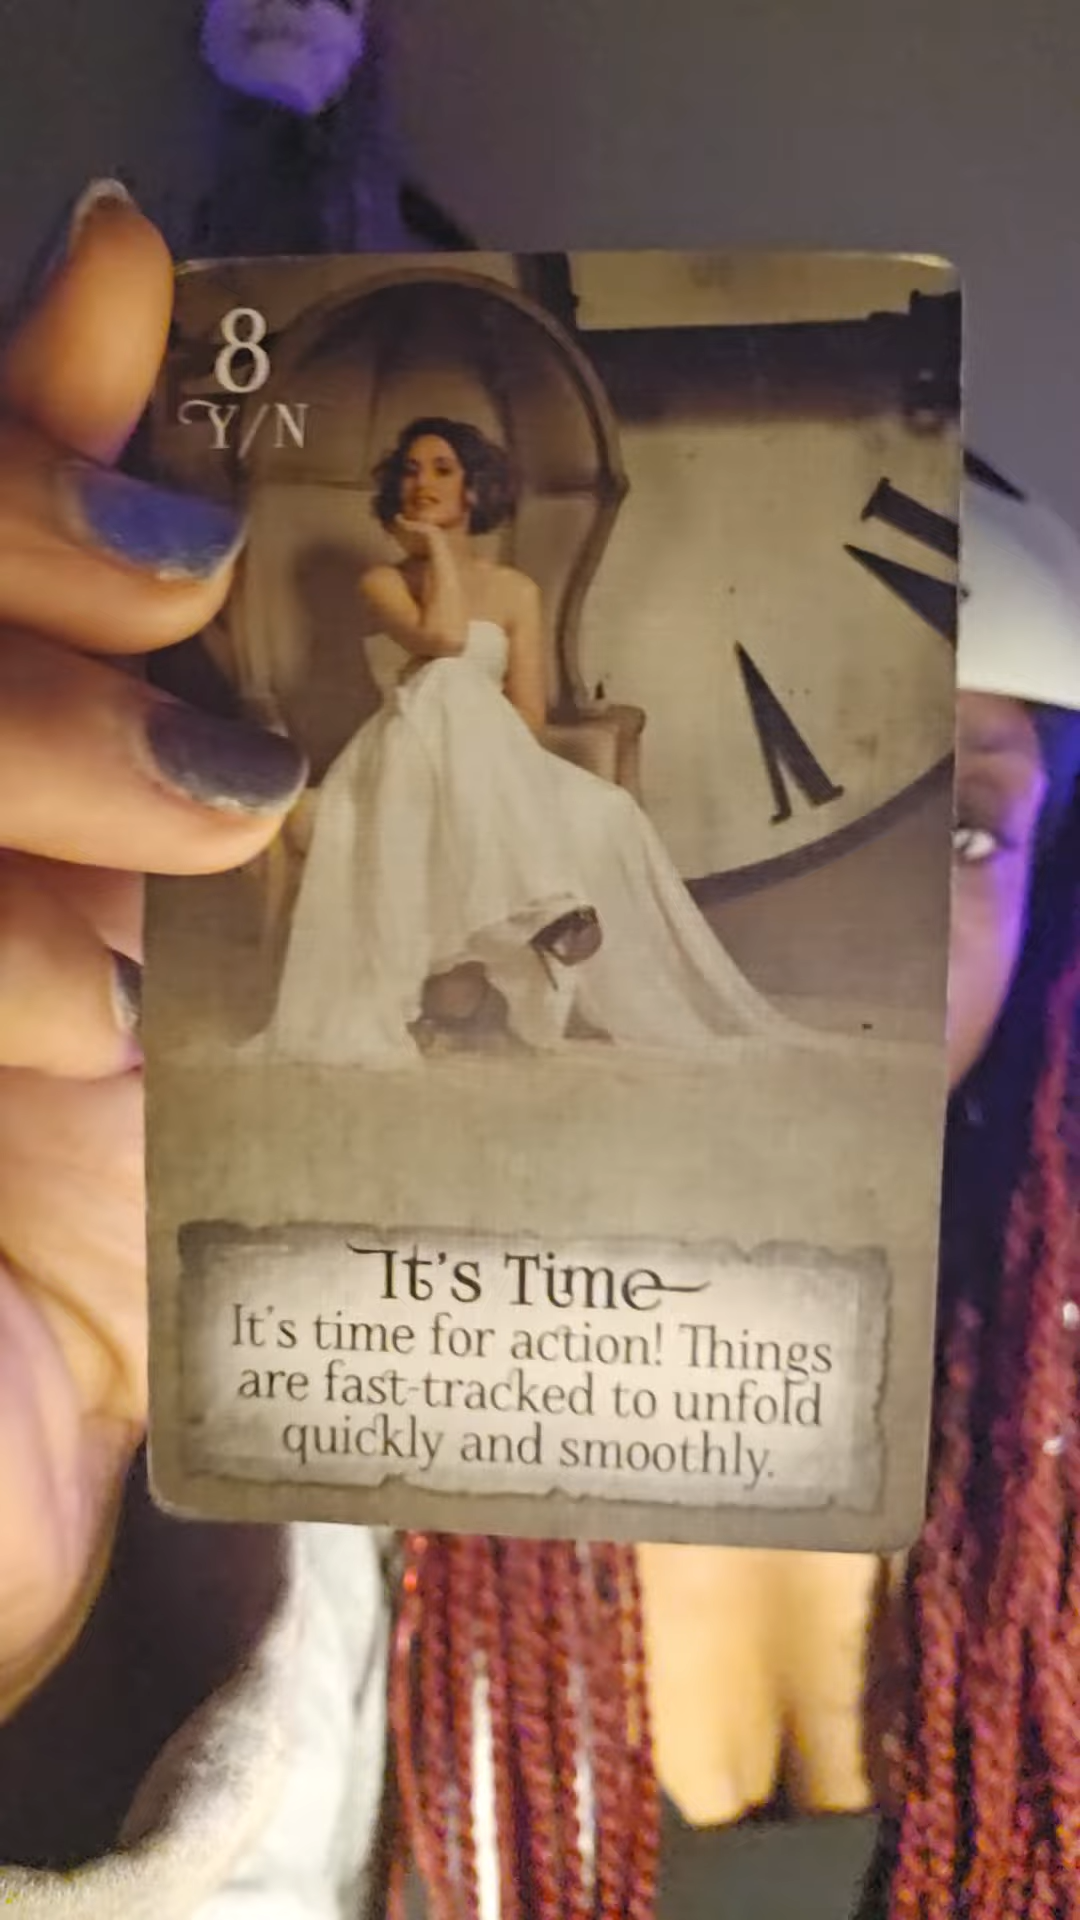 8
Y/N
It's Time
It's time for action! Things
are fast-tracked to unfold
quickly and smoothly.